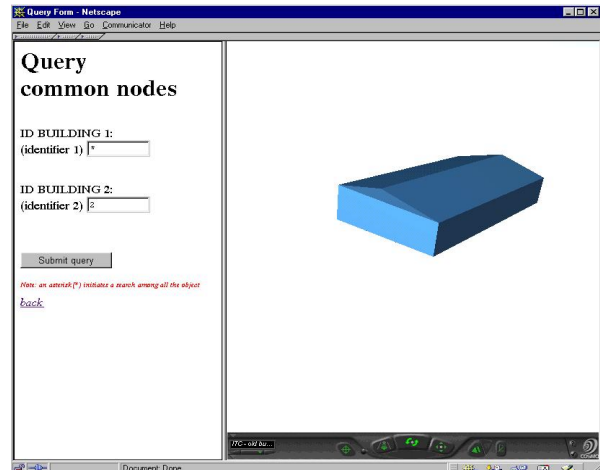 Query Form - Netscape
File Edit View Go Communicator Help
Query
common nodes
ID BUILDING 1:
(identifier 1) *
ID BUILDING 2:
(identifier 2) 2
Submit query
Note: an asterisk(*) initiates a search among all the object
back
ITC - old bu...
COSMO
Document: Done